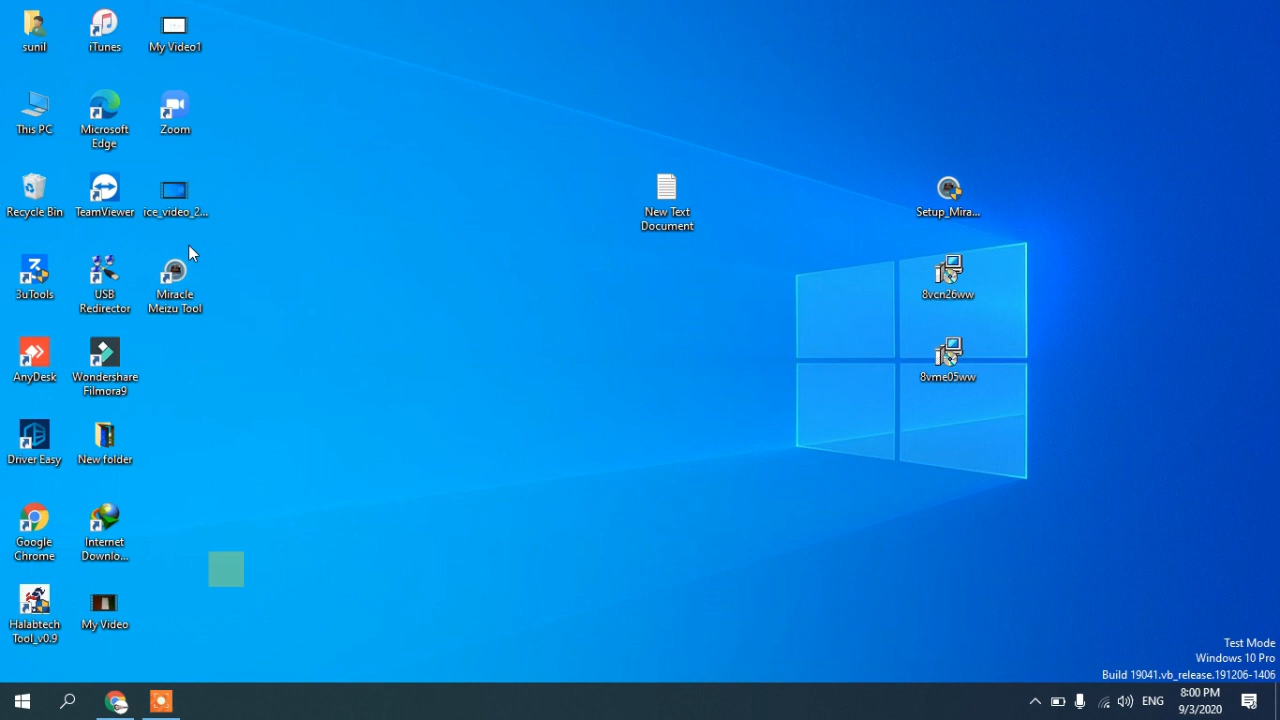 sunil
iTunes
My Video1
This PC
Microsoft
Edge
Zoom
Recycle Bin
TeamViewer
ice_video_2...
New Text
Document
Setup_Mira...
3uTools
USB
Redirector
Miracle
Meizu Tool
8vcn26ww
AnyDesk
Wondershare
Filmora9
8vme05ww
Driver Easy
New folder
Google
Chrome
Internet
Downlo...
Halabtech
Tool_v0.9
My Video
Test Mode
Windows 10 Pro
Build 19041.vb_release.191206-1406
ENG
8:00 PM
9/3/2020